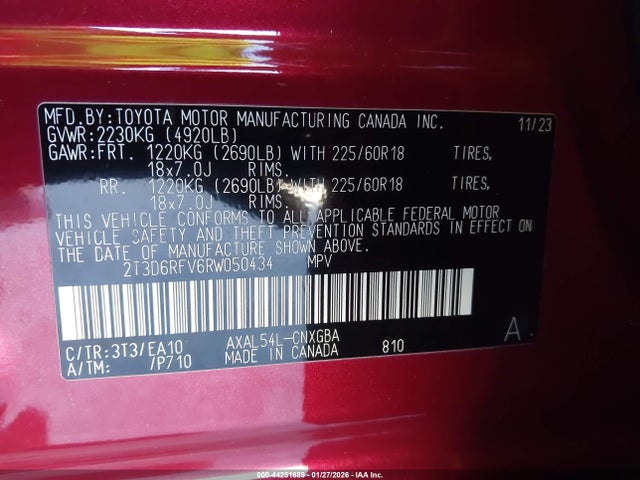 MFD.BY:TOYOTA MOTOR MANUFACTURING CANADA INC. 11/23
GVWR:2230KG (4920LB)
GAWR:FRT. 1220KG (2690LB) WITH 225/60R18 TIRES,
18x7.0J RIMS.
RR. 1220KG (2690LB) WITH 225/60R18 TIRES,
18x7.0J RIMS.
THIS VEHICLE CONFORMS TO ALL APPLICABLE FEDERAL MOTOR
VEHICLE SAFETY AND THEFT PREVENTION STANDARDS IN EFFECT ON
THE DATE OF MANUFACTURE SHOWN ABOVE.
2T3D6RFV6RW050434 MPV
C/TR:3T3/EA10 AXAL54L-CNXGBA 810 A
A/TM: /P710 MADE IN CANADA
000-44251689 - 01/27/2026 - IAA Inc.